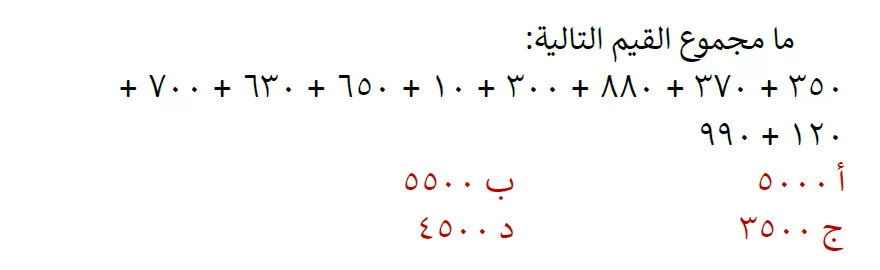 ما مجموع القيم التالية:
٣٥٠ + ٣٧٠ + ٨٨٠ + ٣٠٠ + ١٠ + ٦٥٠ + ٦٣٠ + ٧٠٠ +
١٢٠ + ٩٩٠
أ ٥٠٠٠ ب ٥٥٠٠
ج ٣٥٠٠ د ٤٥٠٠